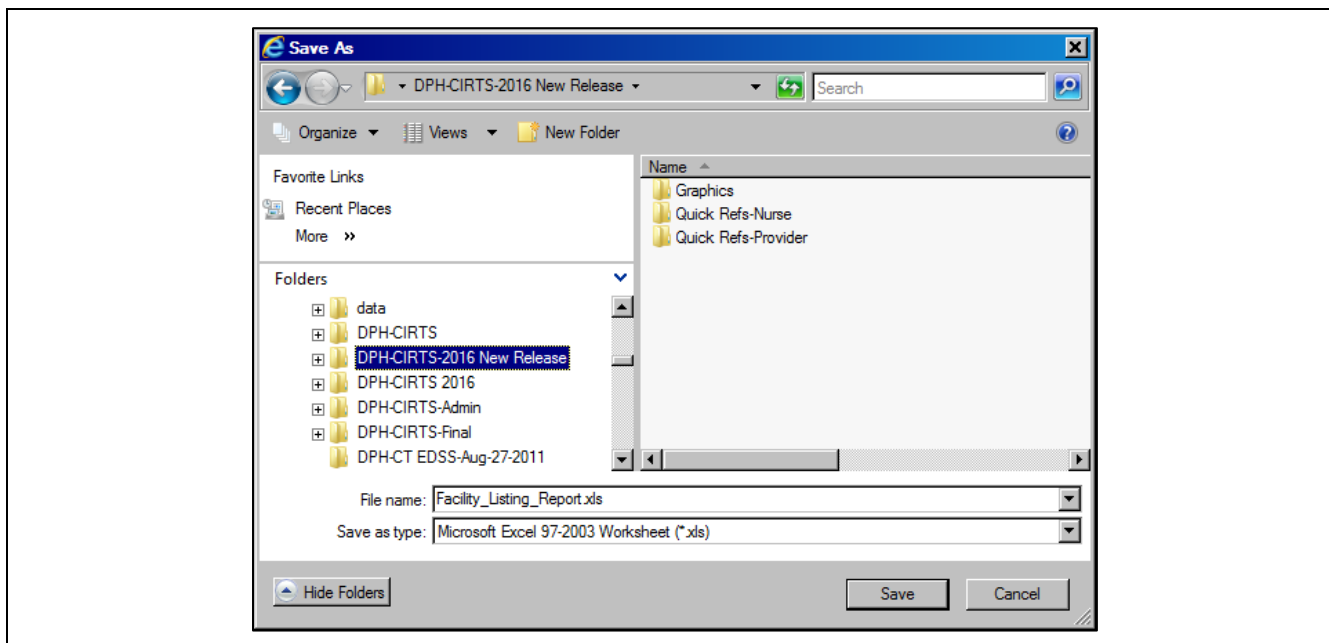 Save As
DPH-CIRTS-2016 New Release
Search
Organize
Views
New Folder
Favorite Links
Recent Places
More »
Folders
data
DPH-CIRTS
DPH-CIRTS-2016 New Release
DPH-CIRTS 2016
DPH-CIRTS-Admin
DPH-CIRTS-Final
DPH-CT EDSS-Aug-27-2011
Name
Graphics
Quick Refs-Nurse
Quick Refs-Provider
File name: Facility_Listing_Report.xls
Save as type: Microsoft Excel 97-2003 Worksheet (*.xls)
Hide Folders
Save
Cancel